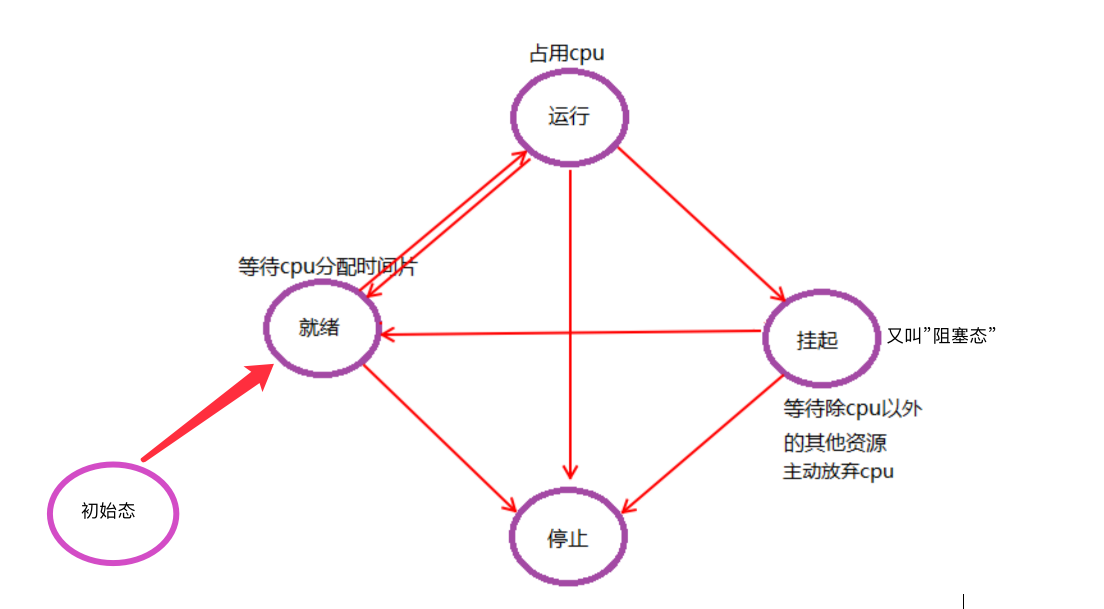 占用cpu
运行
等待cpu分配时间片
就绪
挂起
又叫”阻塞态”
等待除cpu以外
的其他资源
主动放弃cpu
初始态
停止